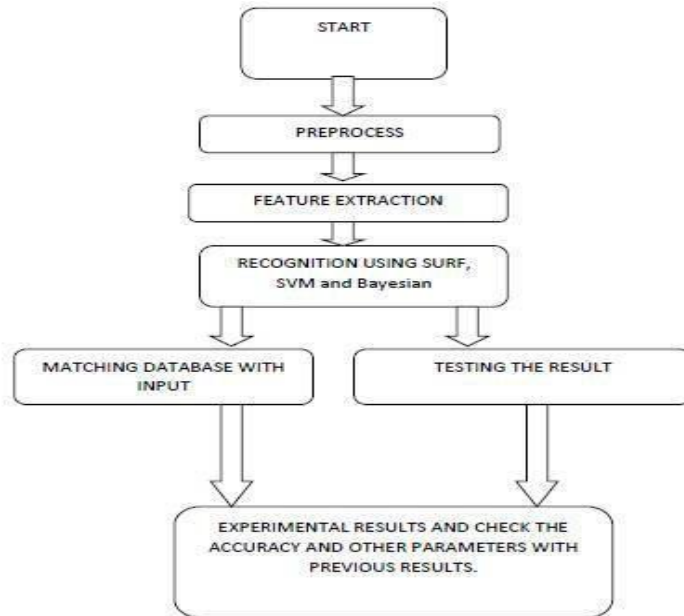 START
PREPROCESS
FEATURE EXTRACTION
RECOGNITION USING SURF,
SVM and Bayesian
MATCHING DATABASE WITH
INPUT
TESTING THE RESULT
EXPERIMENTAL RESULTS AND CHECK THE
ACCURACY AND OTHER PARAMETERS WITH
PREVIOUS RESULTS.